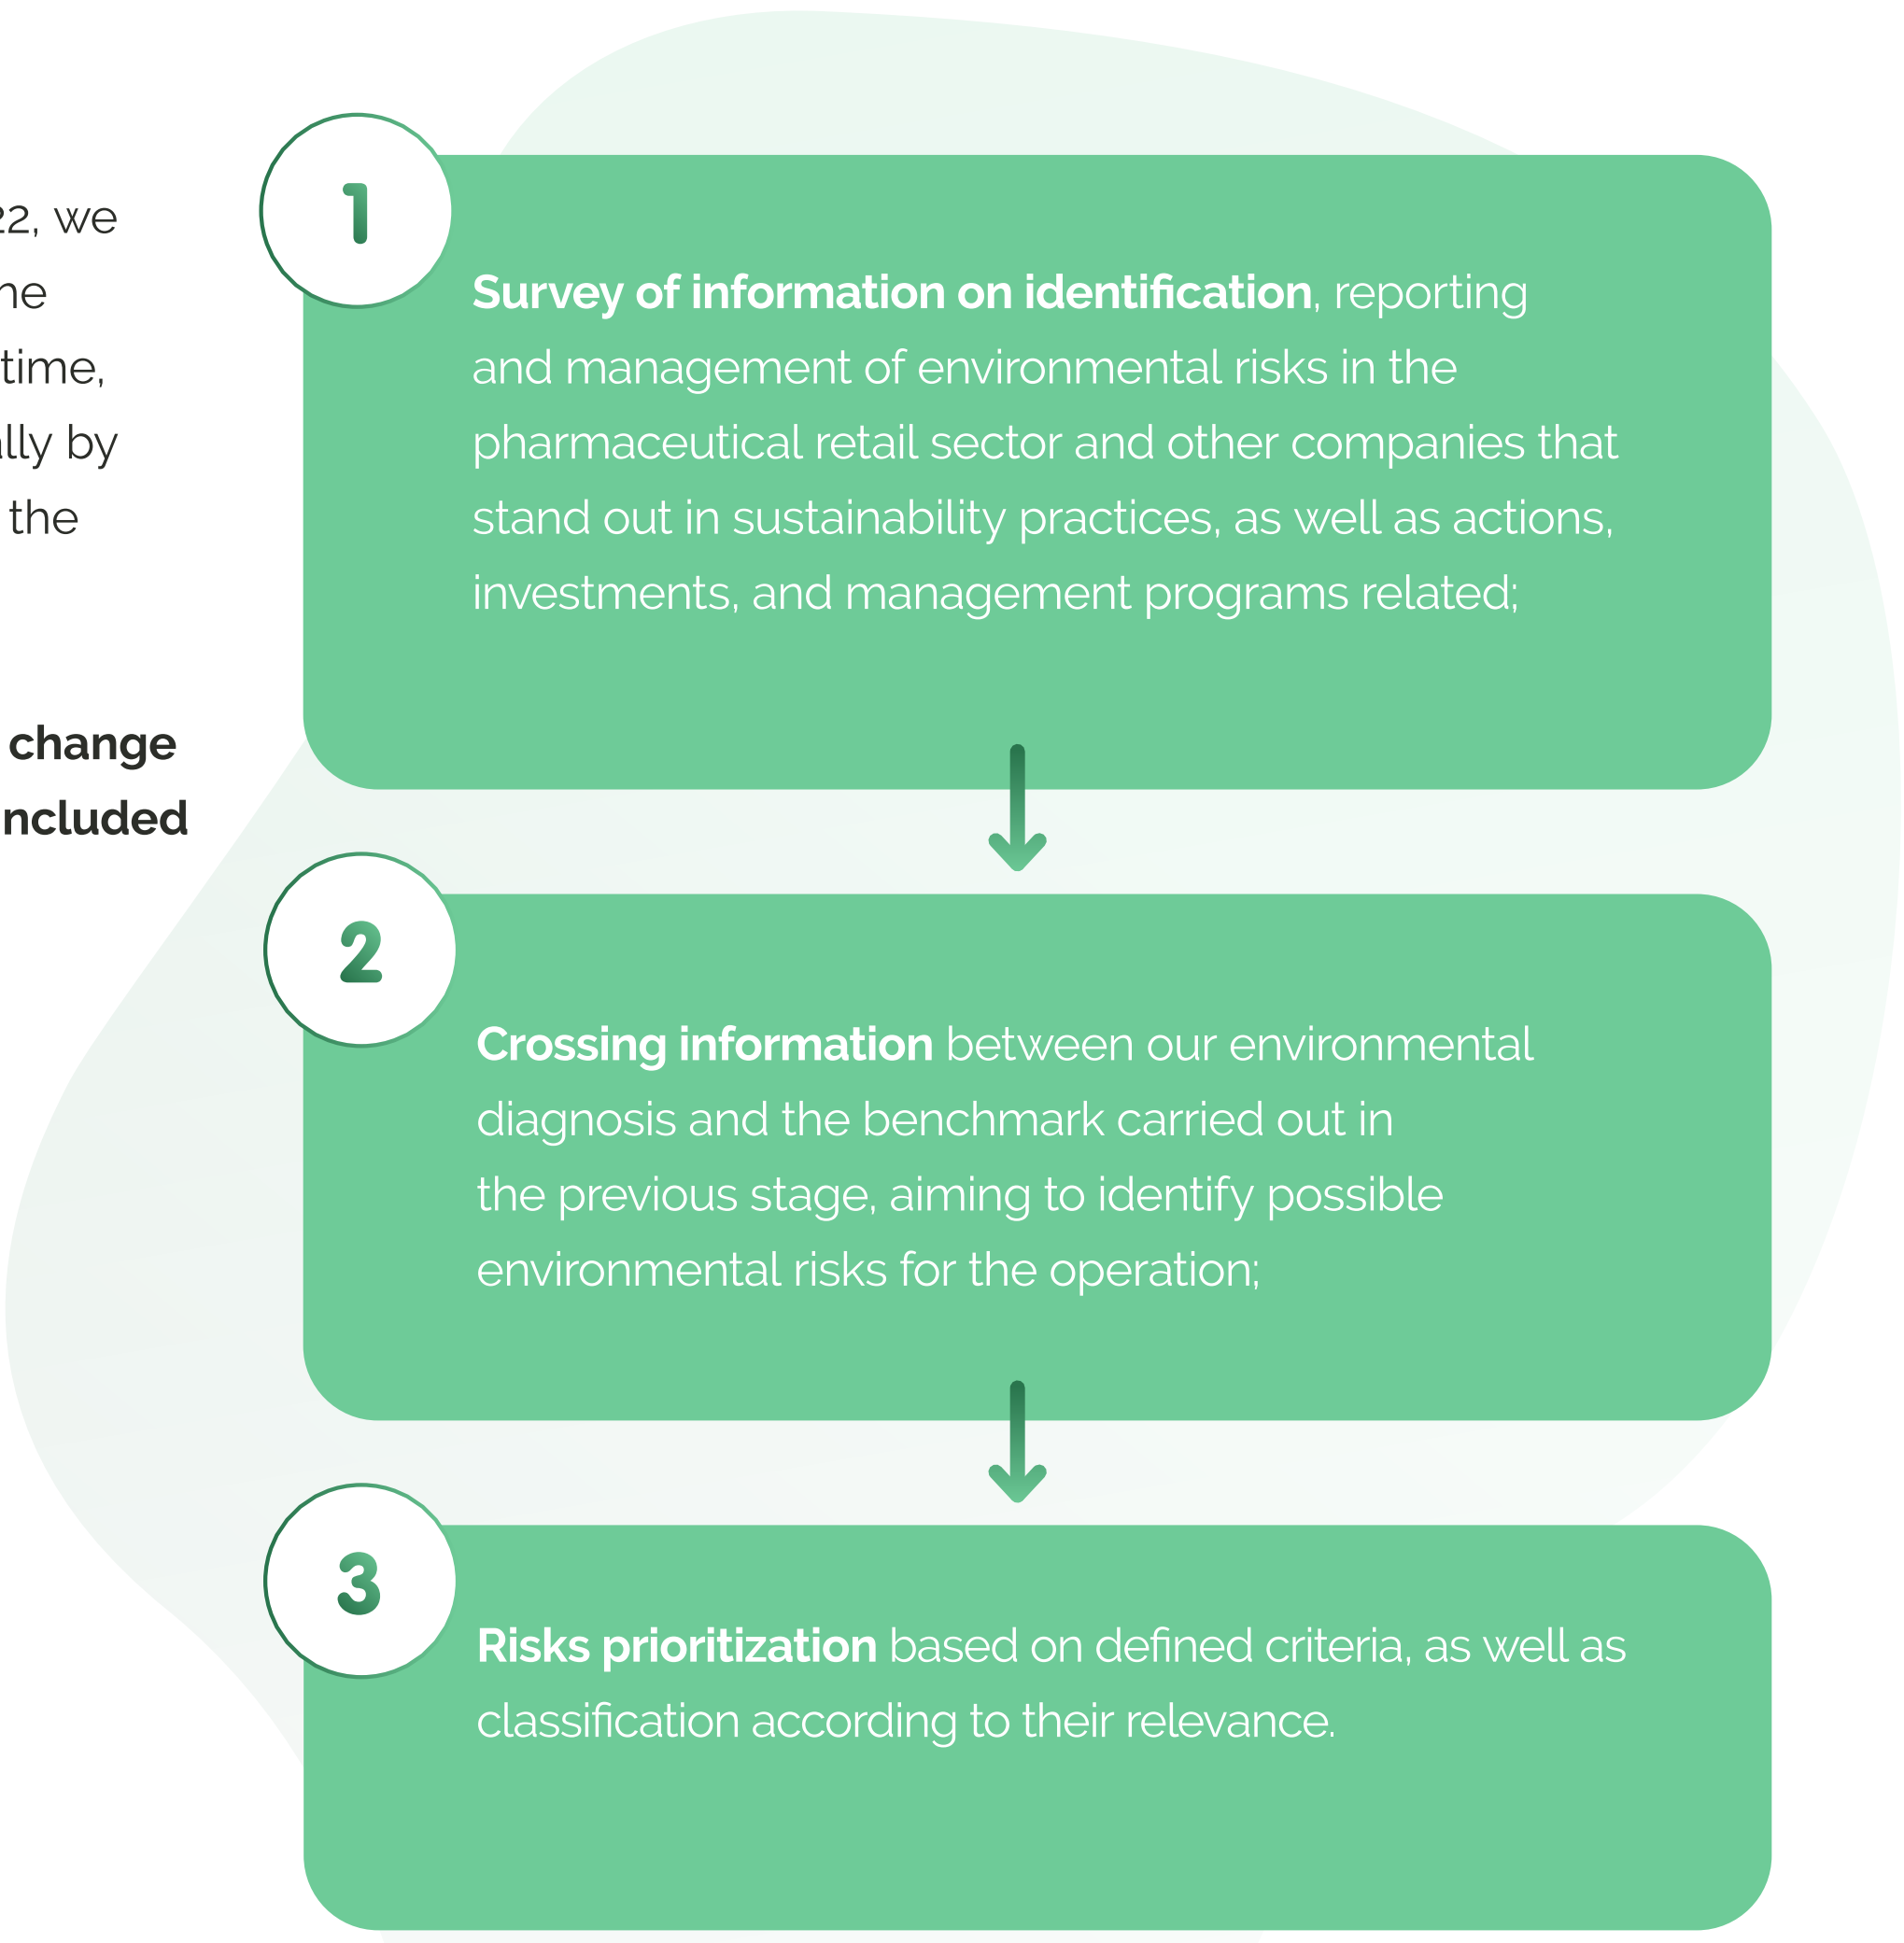 22, we
time,
by
the
change
1
Survey of information on identification, reporting
and management of environmental risks in the
pharmaceutical retail sector and other companies that
stand out in sustainability practices, as well as actions,
investments, and management programs related;
2
Crossing information between our environmental
diagnosis and the benchmark carried out in
the previous stage, aiming to identify possible
environmental risks for the operation;
3
Risks prioritization based on defined criteria, as well as
classification according to their relevance.